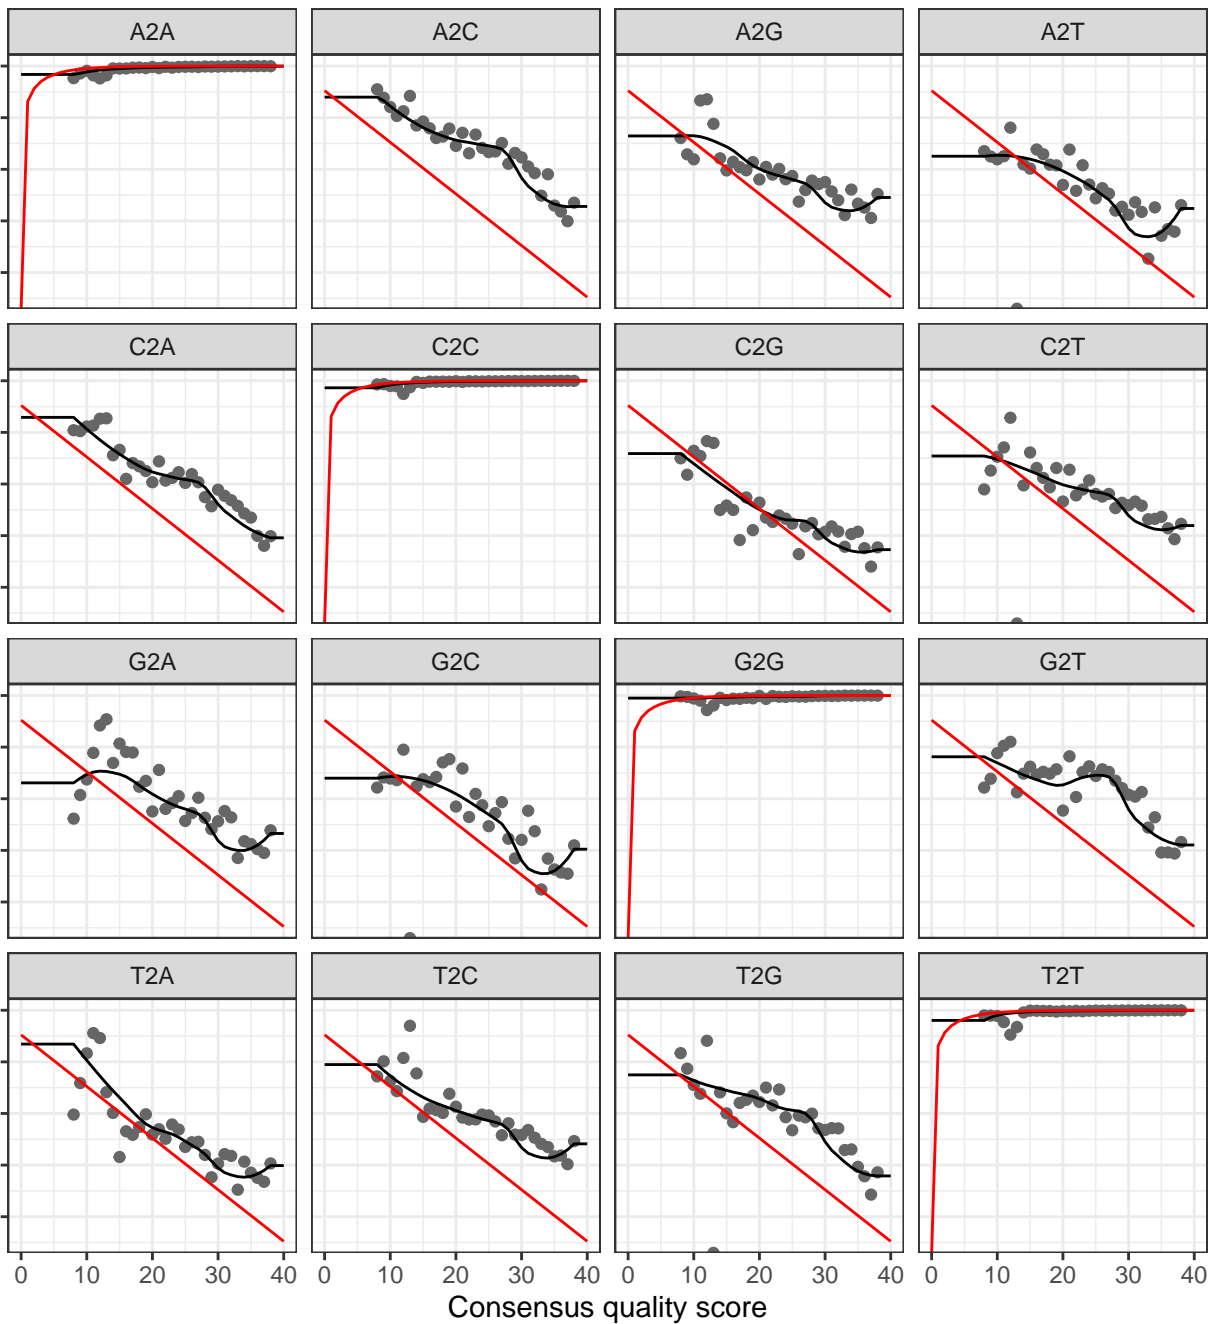 A2A A2C A2G A2T
C2A C2C C2G C2T
G2A G2C G2G G2T
T2A T2C T2G T2T
0 10 20 30 40 0 10 20 30 40 0 10 20 30 40 0 10 20 30 40
Consensus quality score